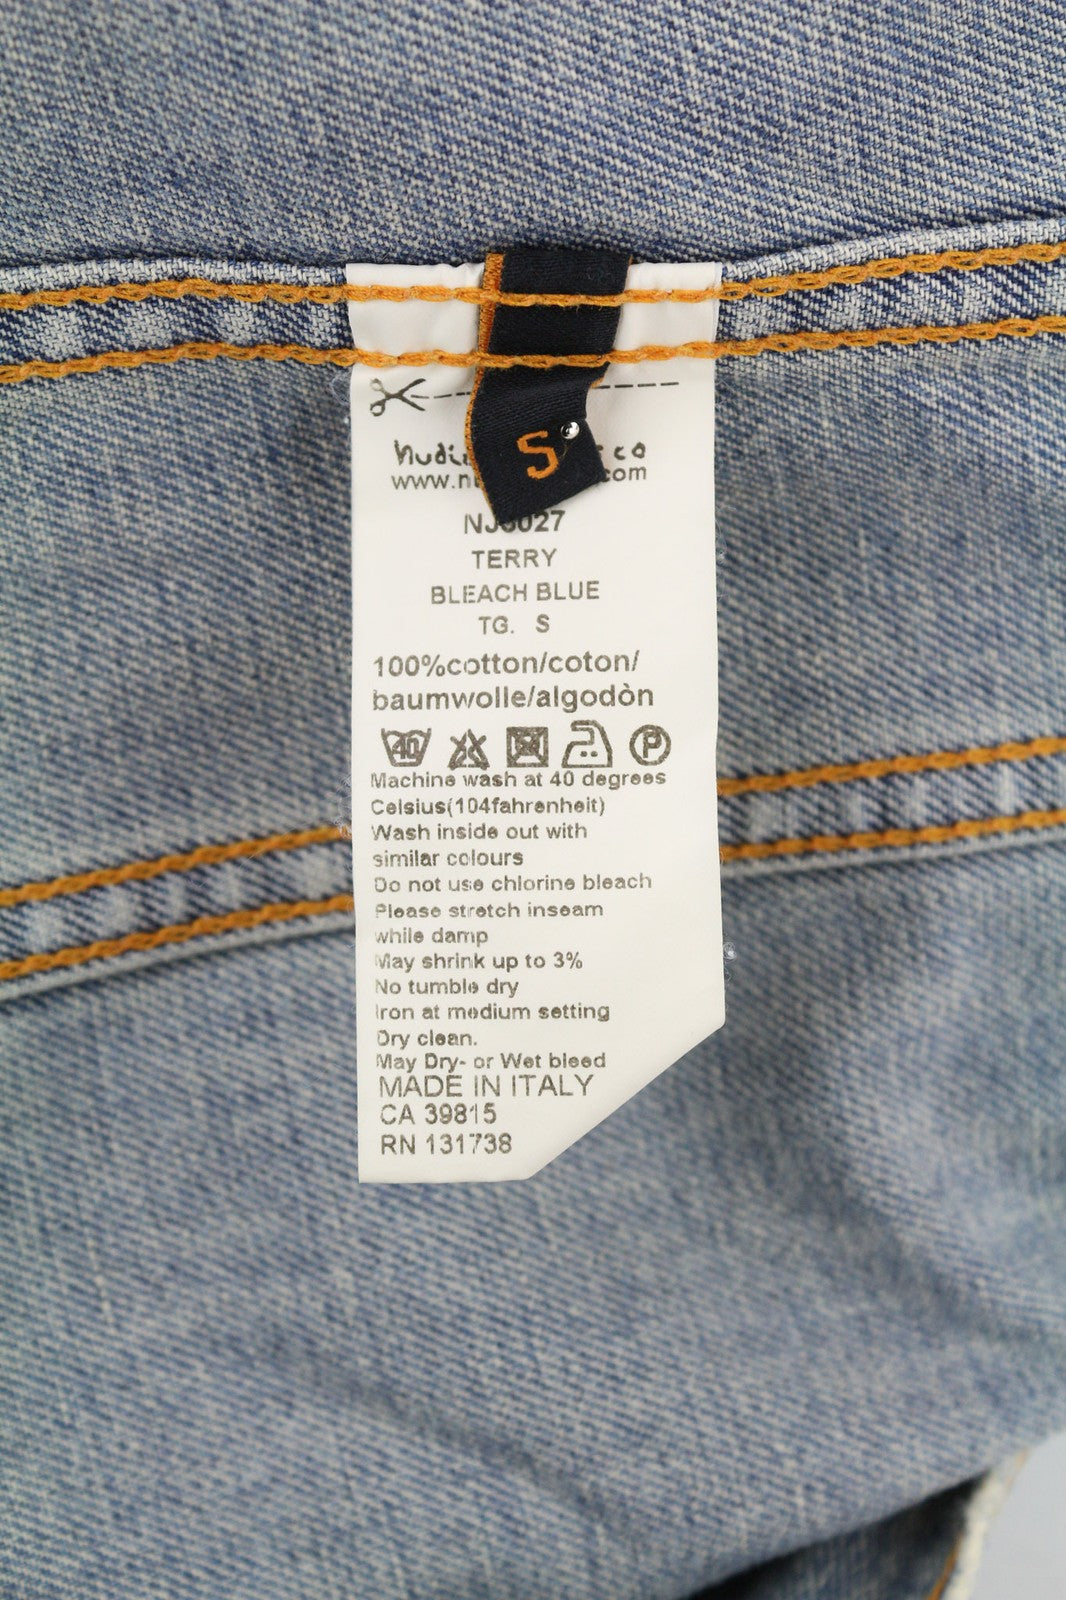 S
TERRY
BLEACH BLUE
TG. S
100%cotton/coton/
baumwolle/algodòn
40 P
Machine wash at 40 degrees
Celsius(104fahrenheit)
Wash inside out with
similar colours
Do not use chlorine bleach
Please stretch inseam
while damp
May shrink up to 3%
No tumble dry
Iron at medium setting
Dry clean.
May Dry- or Wet bleed
MADE IN ITALY
CA 39815
RN 131738